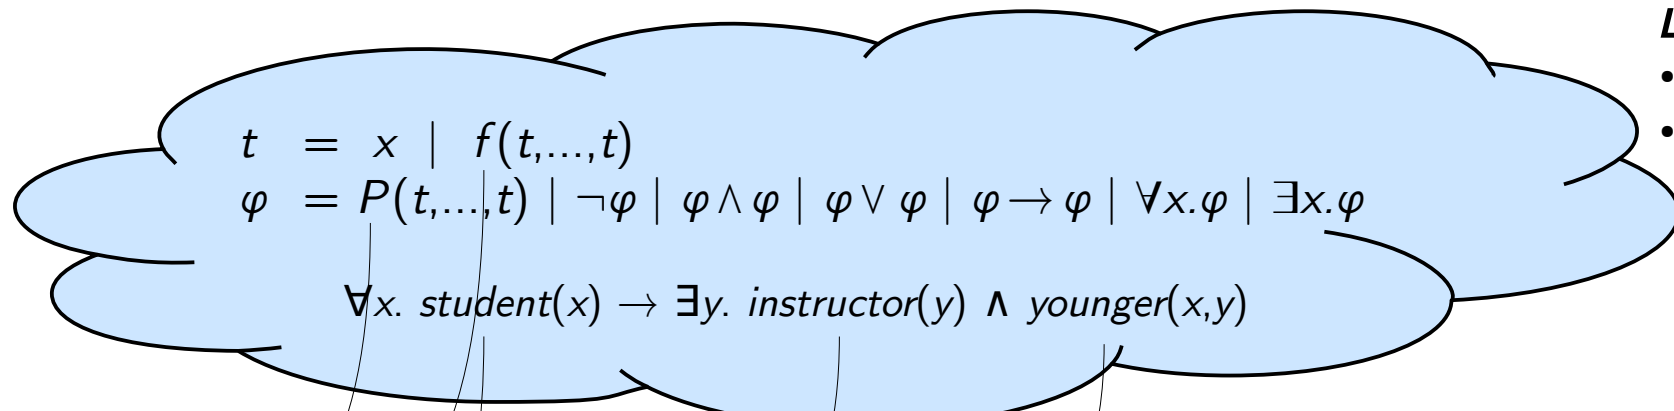 t = x | f(t,...,t)
φ = P(t,...,t) | ¬φ | φ ∧ φ | φ ∨ φ | φ → φ | ∀x.φ | ∃x.φ
∀x. student(x) → ∃y. instructor(y) ∧ younger(x,y)
•
•